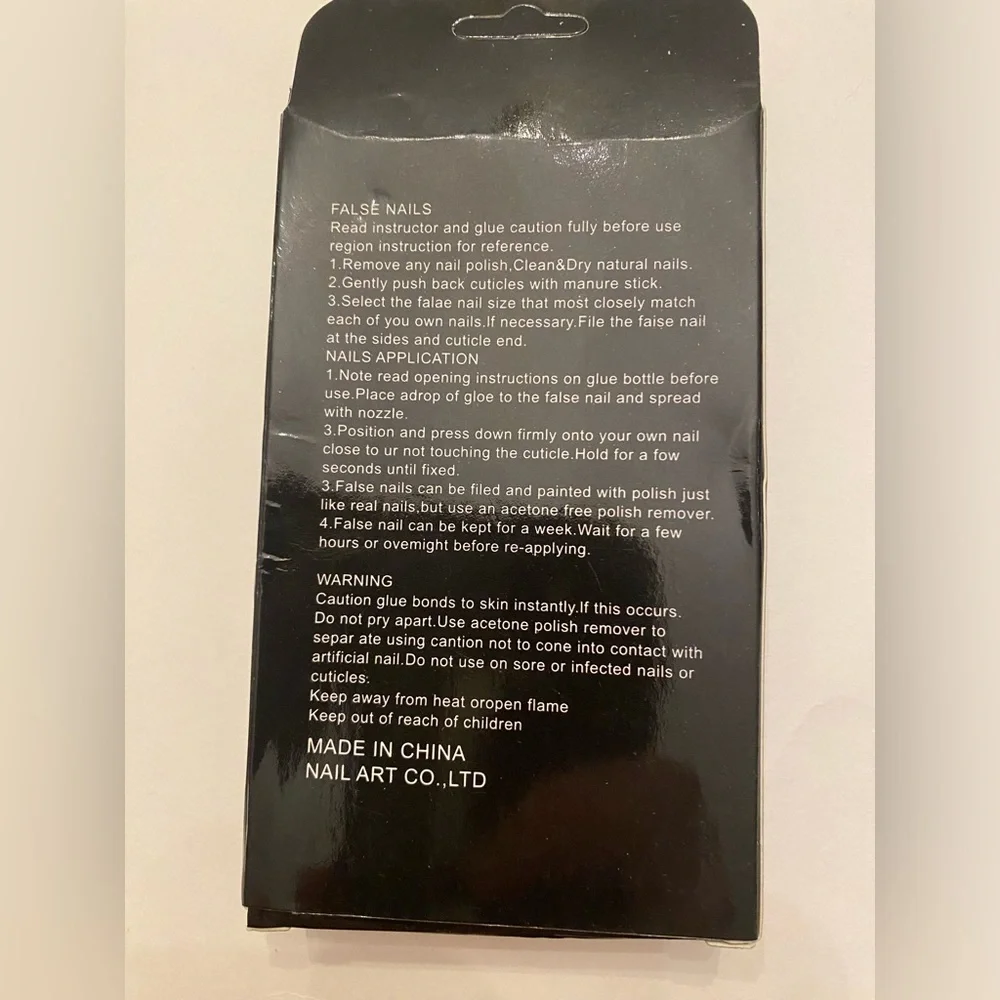 FALSE NAILS
Read instructor and glue caution fully before use
region instruction for reference.
1.Remove any nail polish,Clean&Dry natural nails.
2.Gently push back cuticles with manure stick.
3.Select the falae nail size that most closely match
each of you own nails.If necessary.File the faise nail
at the sides and cuticle end.
NAILS APPLICATION
1.Note read opening instructions on glue bottle before
use.Place adrop of gloe to the false nail and spread
with nozzle.
3.Position and press down firmly onto your own nail
close to ur not touching the cuticle.Hold for a few
seconds until fixed.
3.False nails can be filed and painted with polish just
like real nails,but use an acetone free polish remover.
4.False nail can be kept for a week.Wait for a few
hours or ovemight before re-applying.
WARNING
Caution glue bonds to skin instantly.If this occurs.
Do not pry apart.Use acetone polish remover to
separ ate using cantion not to cone into contact with
artificial nail.Do not use on sore or infected nails or
cuticles.
Keep away from heat oropen flame
Keep out of reach of children
MADE IN CHINA
NAIL ART CO.,LTD